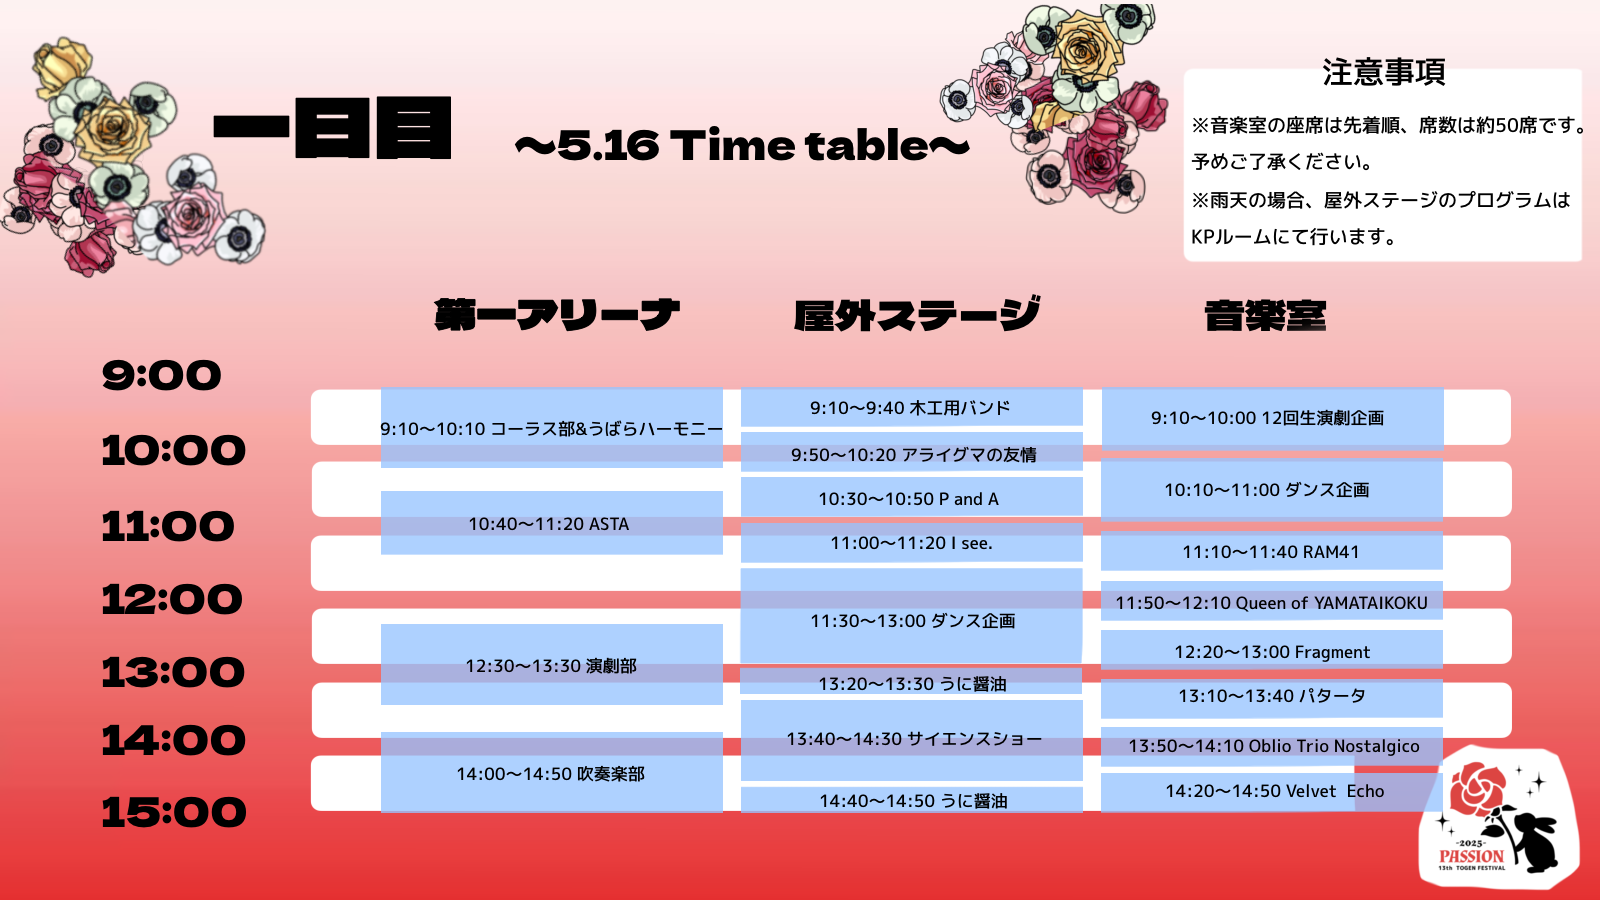 一日目
～5.16 Time table～
注意事項
※音楽室の座席は先着順、席数は約50席です。
予めご了承ください。
※雨天の場合、屋外ステージのプログラムは
KPルームにて行います。
第一アリーナ
屋外ステージ
音楽室
9:00
10:00
11:00
12:00
13:00
14:00
15:00
9:10～10:10 コーラス部&うばらハーモニー
10:40～11:20 ASTA
12:30～13:30 演劇部
14:00～14:50 吹奏楽部
9:10～9:40 木工用バンド
9:50～10:20 アライグマの友情
10:30～10:50 P and A
11:00～11:20 I see.
11:30～13:00 ダンス企画
13:20～13:30 うに醤油
13:40～14:30 サイエンスショー
14:40～14:50 うに醤油
9:10～10:00 12回生演劇企画
10:10～11:00 ダンス企画
11:10～11:40 RAM41
11:50～12:10 Queen of YAMATAIKOKU
12:20～13:00 Fragment
13:10～13:40 パタータ
13:50～14:10 Oblio Trio Nostalgico
14:20～14:50 Velvet Echo
-2025-
PASSION
13th TOGEN FESTIVAL